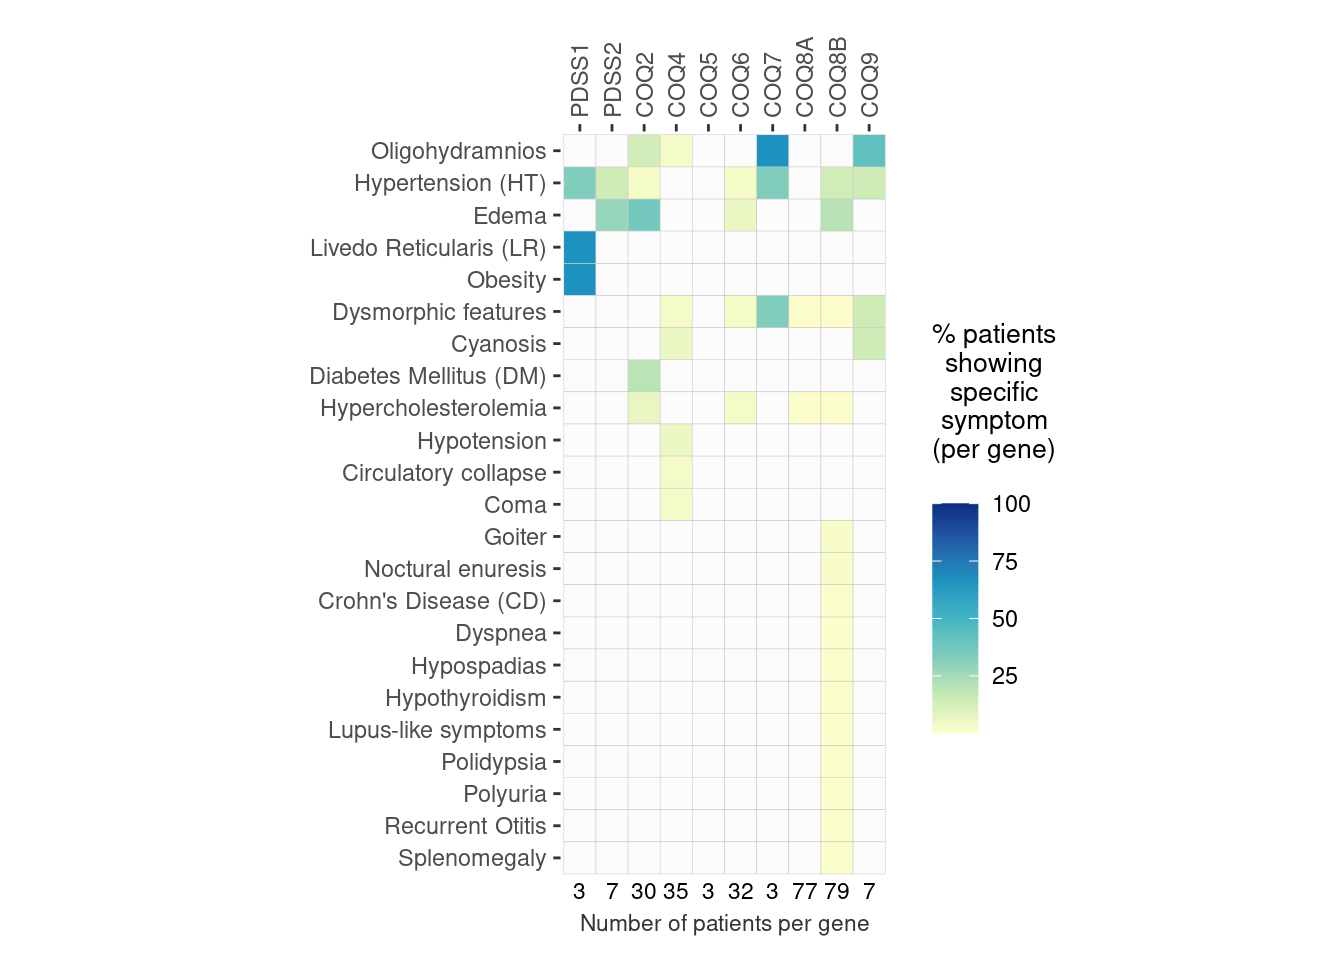 PDSS1
PDSS2
COQ2
COQ4
COQ5
COQ6
COQ7
COQ8A
COQ8B
COQ9
Oligohydramnios
Hypertension (HT)
Edema
Livedo Reticularis (LR)
Obesity
Dysmorphic features
Cyanosis
Diabetes Mellitus (DM)
Hypercholesterolemia
Hypotension
Circulatory collapse
Coma
Goiter
Noctural enuresis
Crohn's Disease (CD)
Dyspnea
Hypospadias
Hypothyroidism
Lupus-like symptoms
Polidypsia
Polyuria
Recurrent Otitis
Splenomegaly
3 7 30 35 3 32 3 77 79 7
Number of patients per gene
% patients
showing
specific
symptom
(per gene)
100
75
50
25